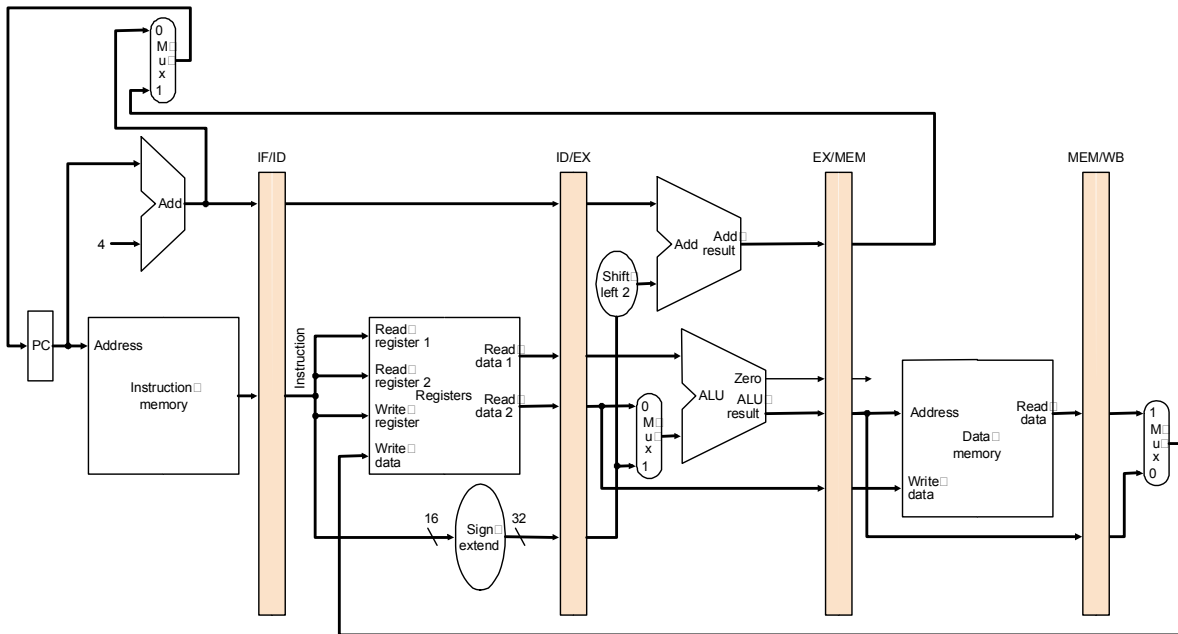 0
M
u
x
1
IF/ID
ID/EX
EX/MEM
MEM/WB
Add
4
Add
Add
result
Shift
left 2
PC
Address
Instruction
memory
Instruction
Read
register 1
Read
register 2
Write
register
Write
data
Registers
Read
data 1
Read
data 2
16
Sign
extend
32
0
M
u
x
1
Zero
ALU
ALU
result
Address
Write
data
Data
memory
Read
data
1
M
u
x
0